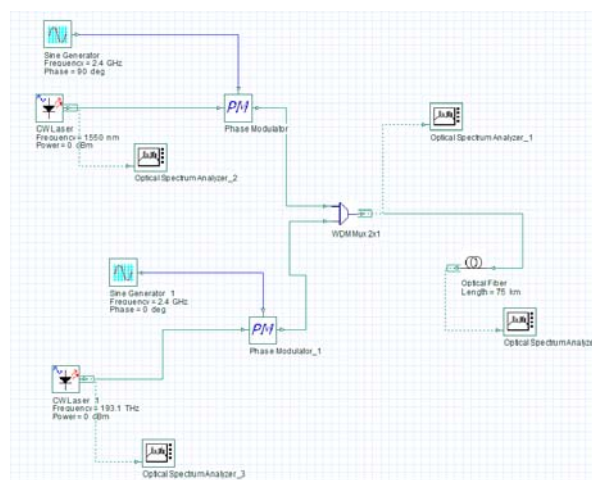 Sine Generator
Frequency = 2.4 GHz
Phase = 90 deg
PM
Phase Modulator
CW Laser
Frequency = 1550 nm
Power = 0 dBm
Optical Spectrum Analyzer_2
Optical Spectrum Analyzer_1
WDM Mux 2x1
Optical Fiber
Length = 75 km
Optical Spectrum Analyze
Sine Generator_1
Frequency = 2.4 GHz
Phase = 0 deg
PM
Phase Modulator_1
CW Laser_1
Frequency = 193.1 THz
Power = 0 dBm
Optical Spectrum Analyzer_3